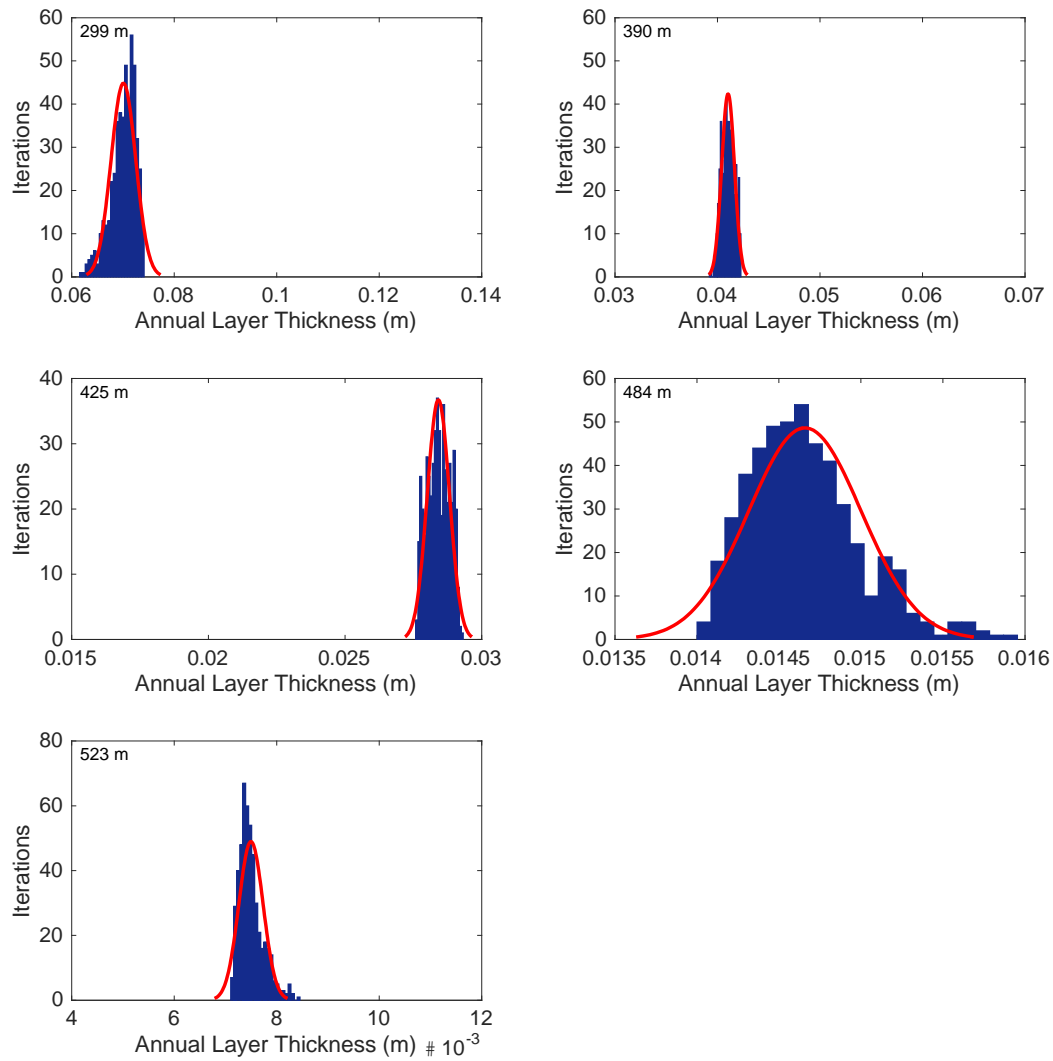 299 m
60
50
40
30
20
10
0
Iterations
0.06 0.08 0.1 0.12 0.14
Annual Layer Thickness (m)
390 m
60
50
40
30
20
10
0
Iterations
0.03 0.04 0.05 0.06 0.07
Annual Layer Thickness (m)
425 m
40
30
20
10
0
Iterations
0.015 0.02 0.025 0.03
Annual Layer Thickness (m)
484 m
60
50
40
30
20
10
0
Iterations
0.0135 0.014 0.0145 0.015 0.0155 0.016
Annual Layer Thickness (m)
523 m
80
60
40
20
0
Iterations
4 6 8 10 12
Annual Layer Thickness (m) # 10-3